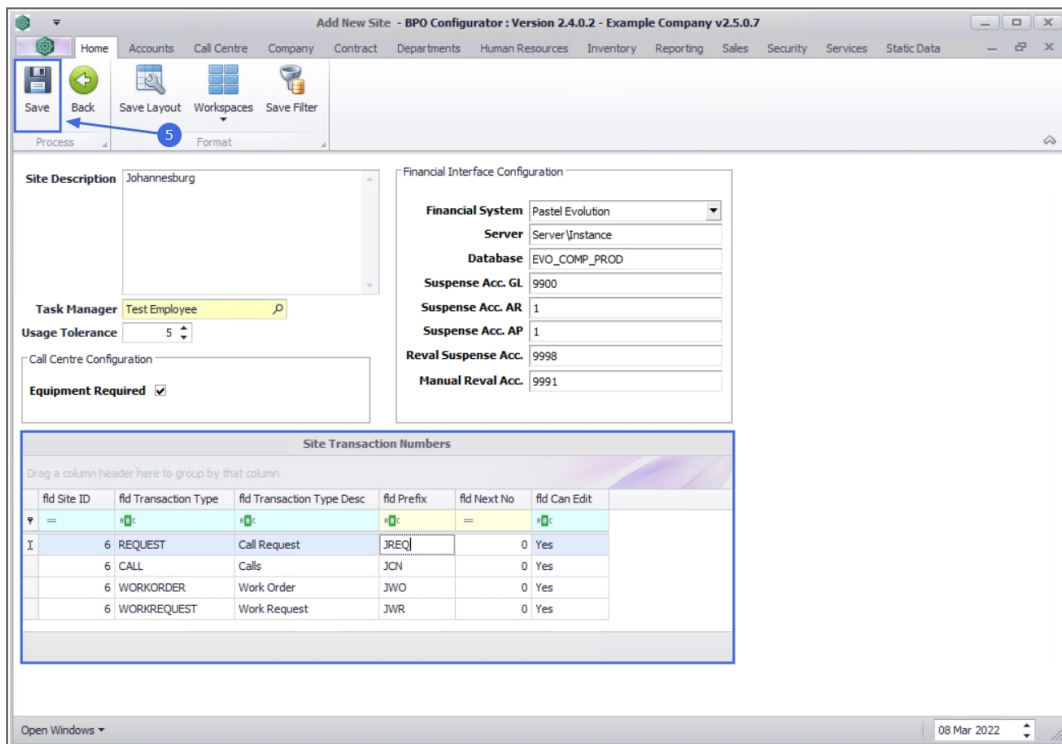 Add New Site - BPO Configurator : Version 2.4.0.2 - Example Company v2.5.0.7
Home Accounts Call Centre Company Contract Departments Human Resources Inventory Reporting Sales Security Services Static Data
Save Back Save Layout Workspaces Save Filter
5
Process Format
Site Description Johannesburg
Task Manager Test Employee
Usage Tolerance 5
Call Centre Configuration
Equipment Required
Financial Interface Configuration
Financial System Pastel Evolution
Server Server\Instance
Database EVO_COMP_PROD
Suspense Acc. GL 9900
Suspense Acc. AR 1
Suspense Acc. AP 1
Reval Suspense Acc. 9998
Manual Reval Acc. 9991
Site Transaction Numbers
Drag a column header here to group by that column
fld Site ID fld Transaction Type fld Transaction Type Desc fld Prefix fld Next No fld Can Edit
= ABC ABC ABC = ABC
6 REQUEST Call Request JREQ 0 Yes
6 CALL Calls JCN 0 Yes
6 WORKORDER Work Order JWO 0 Yes
6 WORKREQUEST Work Request JWR 0 Yes
Open Windows 08 Mar 2022